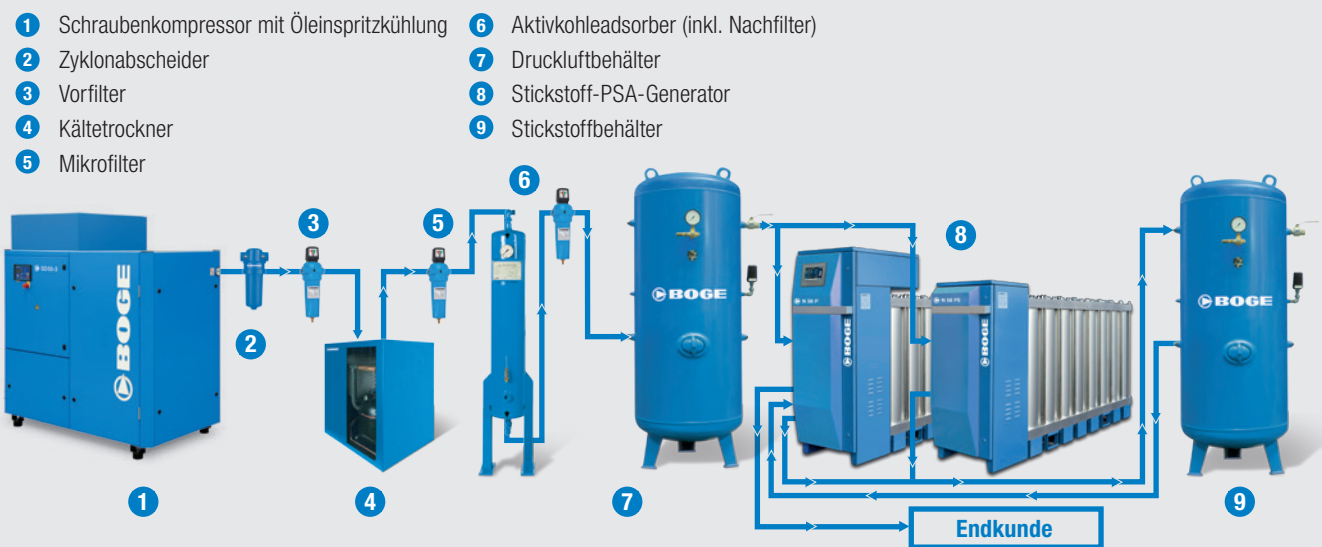 1 Schraubenkompressor mit Öleinspritzkühlung
2 Zyklonabscheider
3 Vorfilter
4 Kältetrockner
5 Mikrofilter
6 Aktivkohleadsorber (inkl. Nachfilter)
7 Druckluftbehälter
8 Stickstoff-PSA-Generator
9 Stickstoffbehälter
6
3
5
8
BOGE
BOGE
BOGE
BOGE
BOGE
2
1
4
7
9
Endkunde